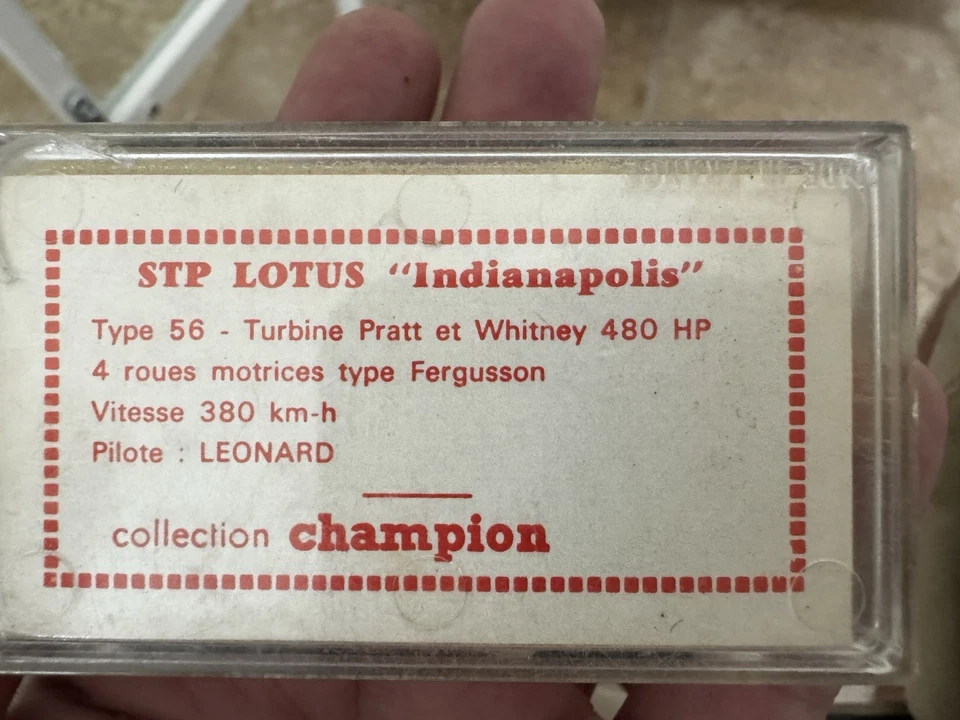 STP LOTUS “Indianapolis”
Type 56 - Turbine Pratt et Whitney 480 HP
4 roues motrices type Fergusson
Vitesse 380 km-h
Pilote : LEONARD
collection champion